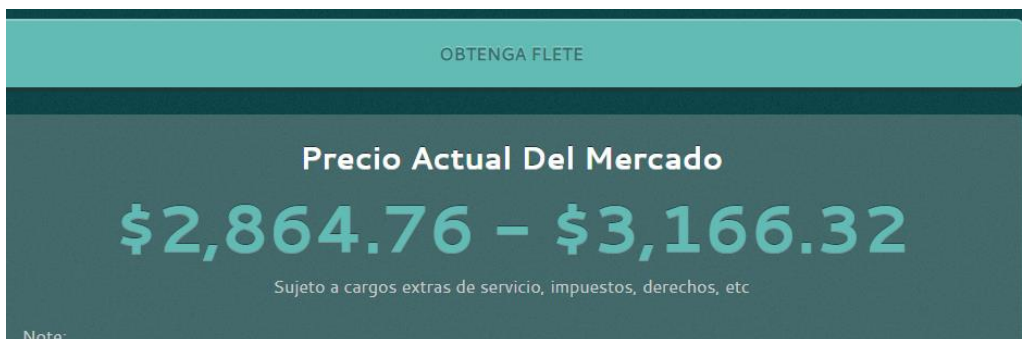 OBTENGA FLETE
Precio Actual Del Mercado
$2,864.76 – $3,166.32
Sujeto a cargos extras de servicio, impuestos, derechos, etc
Note: